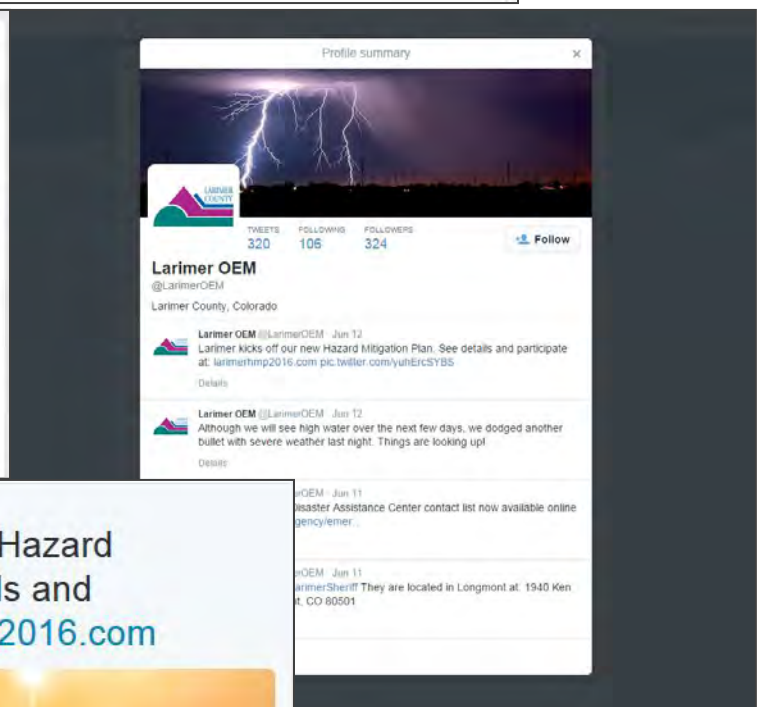 Profile summary ×
LARIMER
COUNTY
TWEETS FOLLOWING FOLLOWERS
320 106 324
Follow
Larimer OEM
@LarimerOEM
Larimer County, Colorado
Larimer OEM @LarimerOEM · Jun 12
Larimer kicks off our new Hazard Mitigation Plan. See details and participate
at: larimerhmp2016.com pic.twitter.com/yuhErcSYBS
Details
Larimer OEM @LarimerOEM · Jun 12
Although we will see high water over the next few days, we dodged another
bullet with severe weather last night. Things are looking up!
Details
erOEM · Jun 11
Disaster Assistance Center contact list now available online
gency/emer...
erOEM · Jun 11
LarimerSheriff They are located in Longmont at: 1940 Ken
t, CO 80501
Hazard
ls and
2016.com